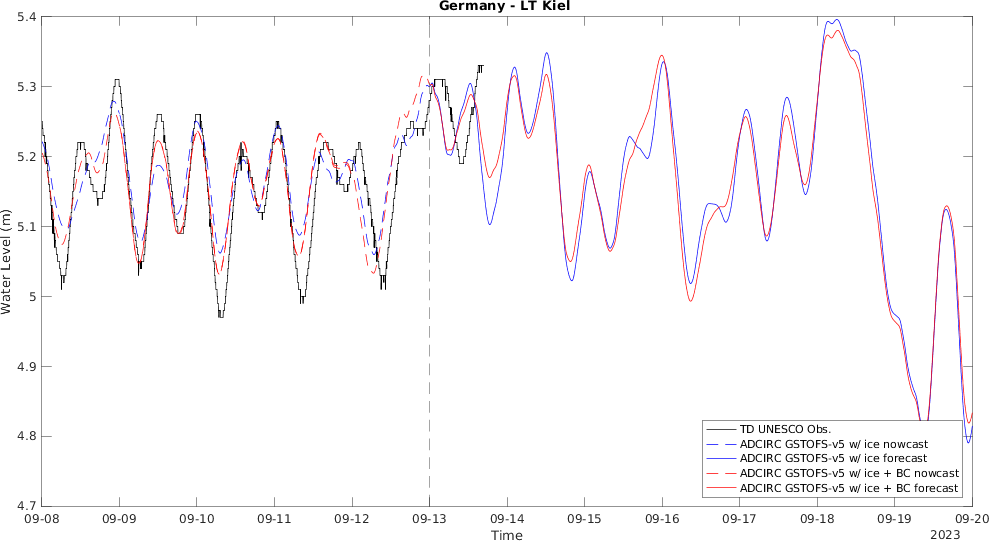 Germany - LT Kiel
5.4
5.3
5.2
5.1
5
4.9
4.8
4.7
Water Level (m)
TD UNESCO Obs.
ADCIRC GSTOFS-v5 w/ ice nowcast
ADCIRC GSTOFS-v5 w/ ice forecast
ADCIRC GSTOFS-v5 w/ ice + BC nowcast
ADCIRC GSTOFS-v5 w/ ice + BC forecast
09-08 09-09 09-10 09-11 09-12 09-13 09-14 09-15 09-16 09-17 09-18 09-19 09-20
Time
2023